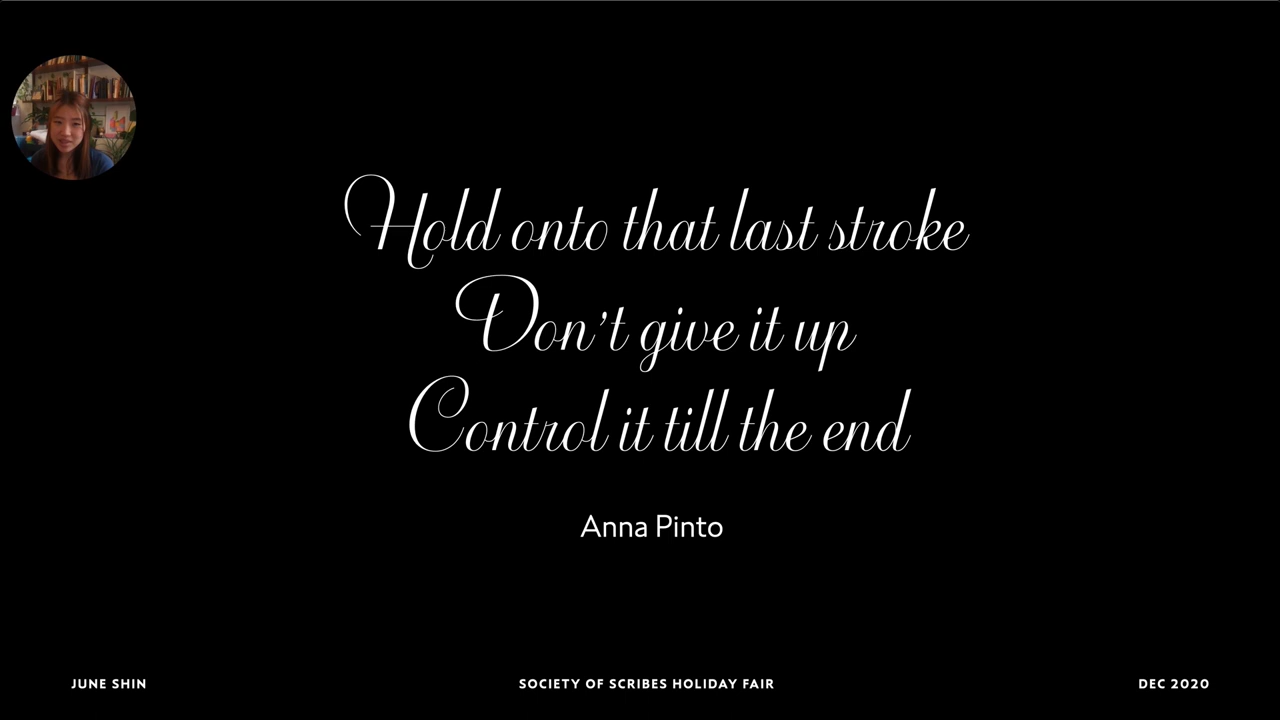 Hold onto that last stroke
Don’t give it up
Control it till the end
Anna Pinto
JUNE SHIN
SOCIETY OF SCRIBES HOLIDAY FAIR
DEC 2020